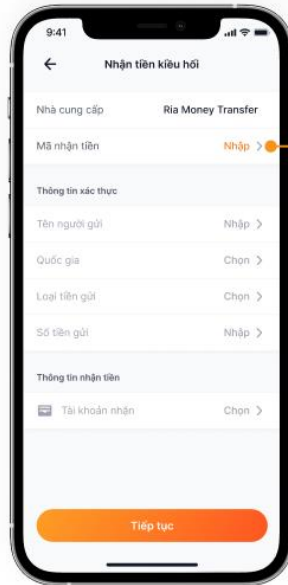 9:41
Nhận tiền kiều hối
Nhà cung cấp Ria Money Transfer
Mã nhận tiền Nhập
Thông tin xác thực
Tên người gửi Nhập
Quốc gia Chọn
Loại tiền gửi Chọn
Số tiền gửi Nhập
Thông tin nhận tiền
Tài khoản nhận Chọn
Tiếp tục